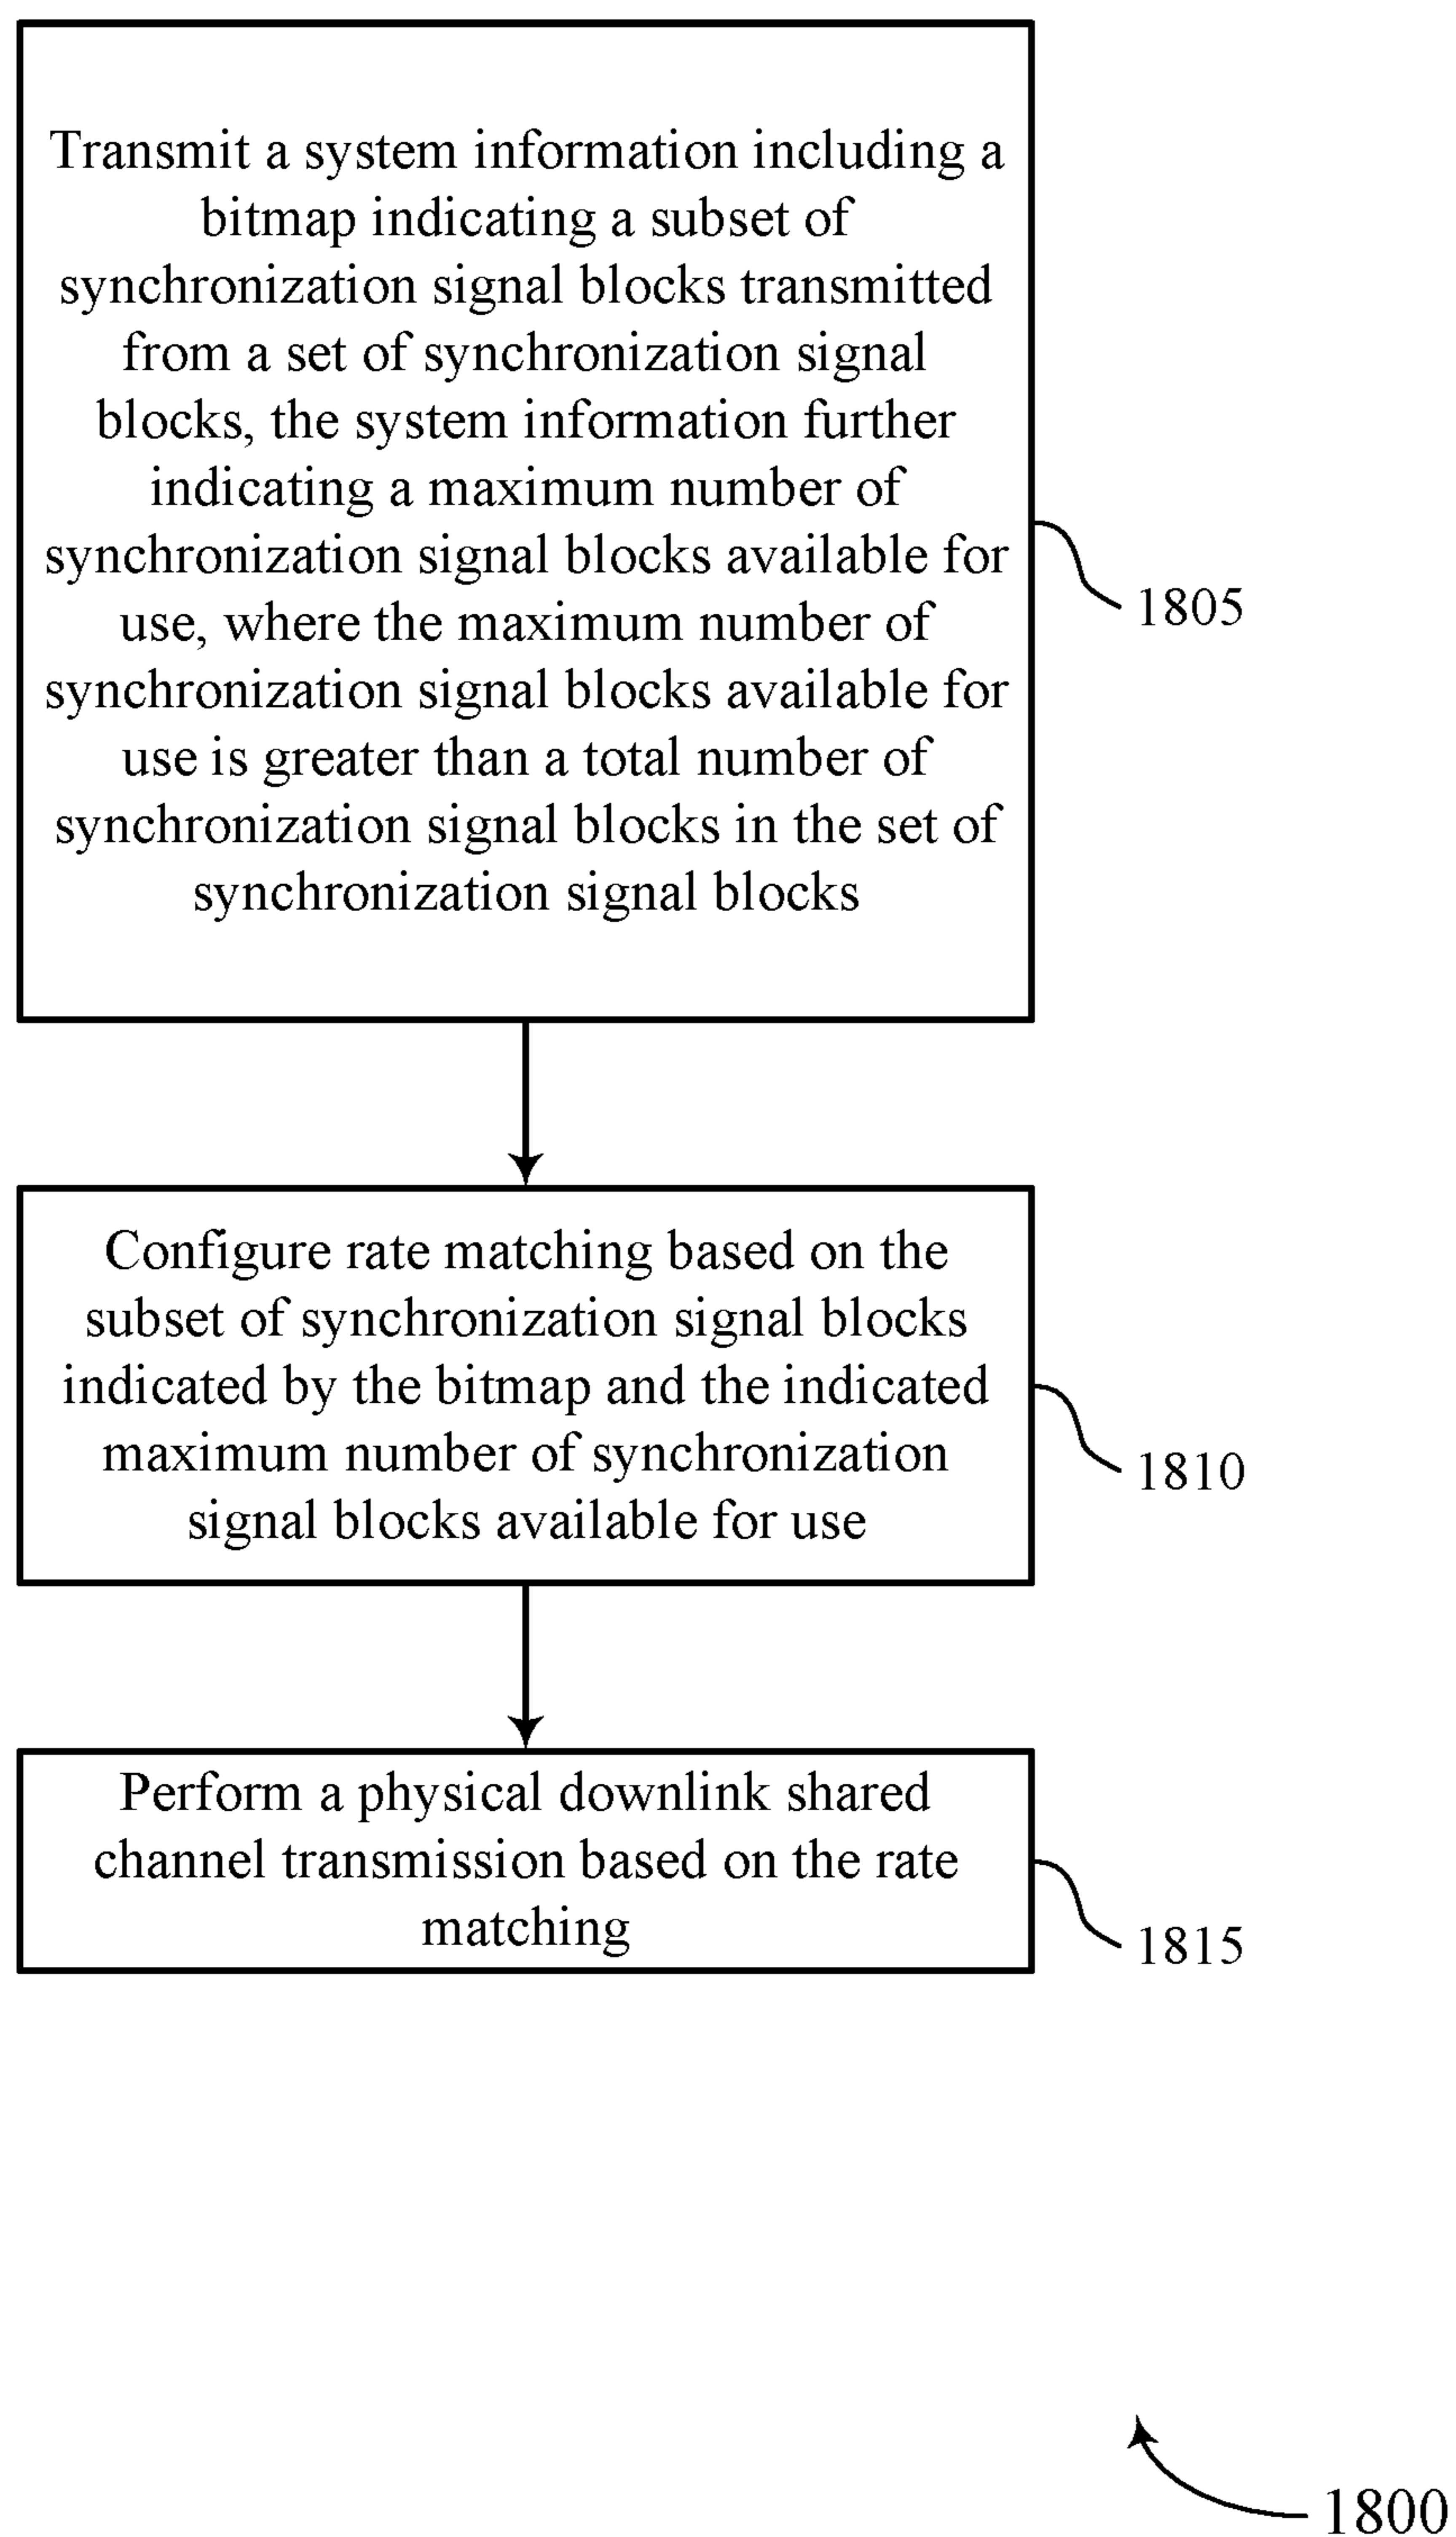 Transmit a system information including a
bitmap indicating a subset of
synchronization signal blocks transmitted
from a set of synchronization signal
blocks, the system information further
indicating a maximum number of
synchronization signal blocks available for
use, where the maximum number of
synchronization signal blocks available for
use is greater than a total number of
synchronization signal blocks in the set of
synchronization signal blocks
1805
Configure rate matching based on the
subset of synchronization signal blocks
indicated by the bitmap and the indicated
maximum number of synchronization
signal blocks available for use
1810
Perform a physical downlink shared
channel transmission based on the rate
matching
1815
1800